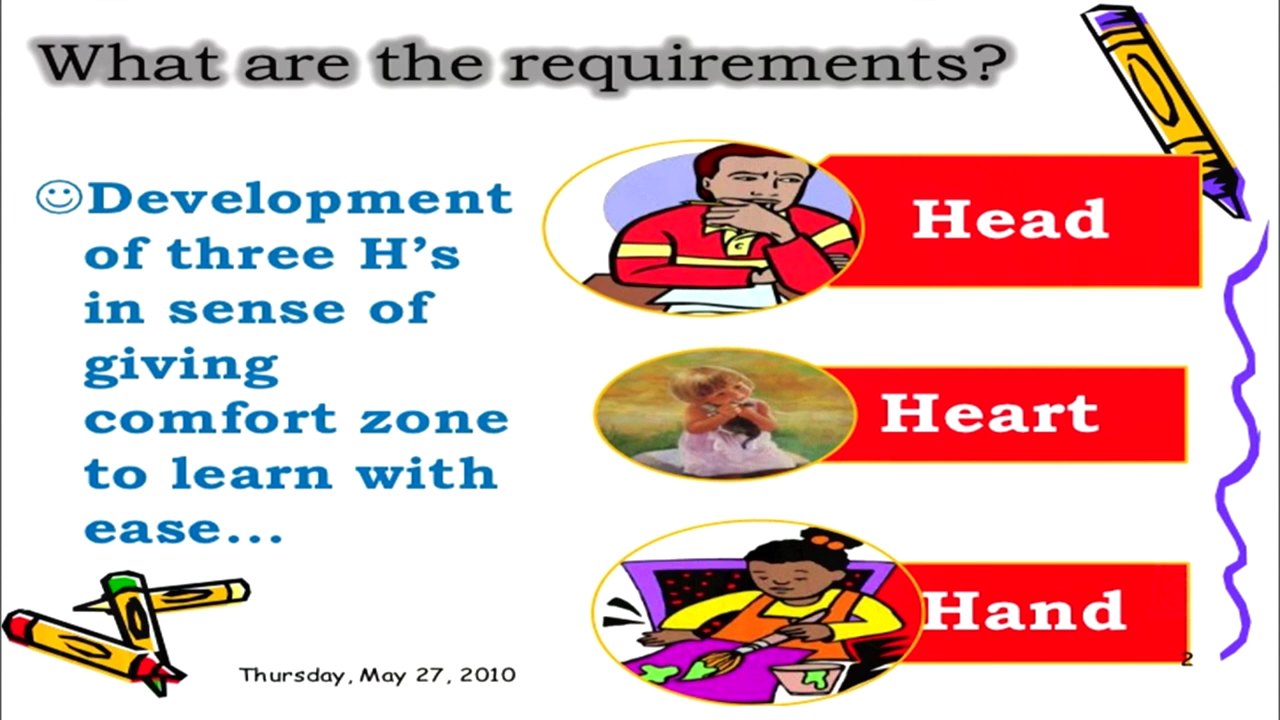 What are the requirements?
☺Development
of three H’s
in sense of
giving
comfort zone
to learn with
ease...
Head
Heart
Hand
Thursday, May 27, 2010
2